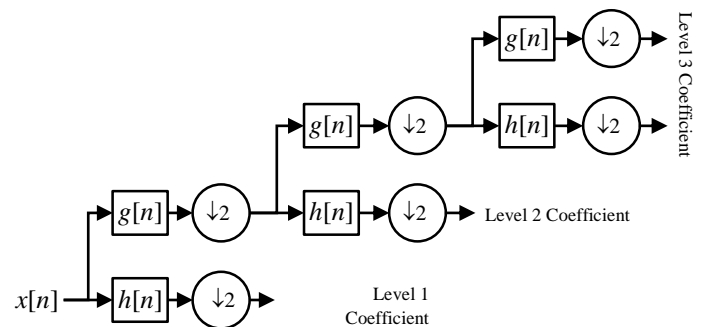 g[n] ↓2
g[n] ↓2 h[n] ↓2
Level 3 Coefficient
g[n] ↓2 h[n] ↓2 Level 2 Coefficient
x[n] h[n] ↓2 Level 1
Coefficient